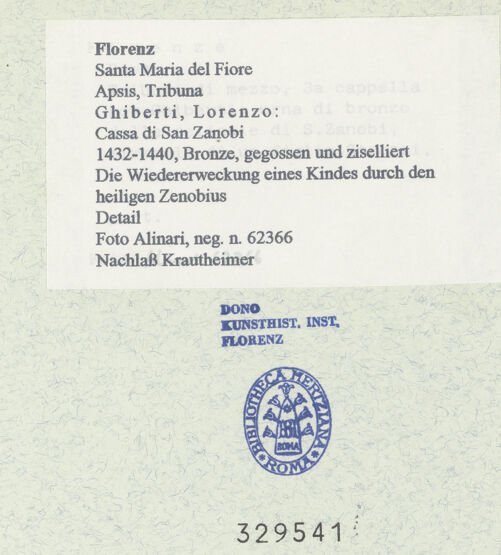 Florenz
Santa Maria del Fiore
Apsis, Tribuna
Ghiberti, Lorenzo:
Cassa di San Zanobi
1432-1440, Bronze, gegossen und ziselliert
Die Wiedererweckung eines Kindes durch den
heiligen Zenobius
Detail
Foto Alinari, neg. n. 62366
Nachlaß Krautheimer
DONO
KUNSTHIST. INST.
FLORENZ
BIBLIOTHECA HERTZIANA
ROMA
ROMA
329541